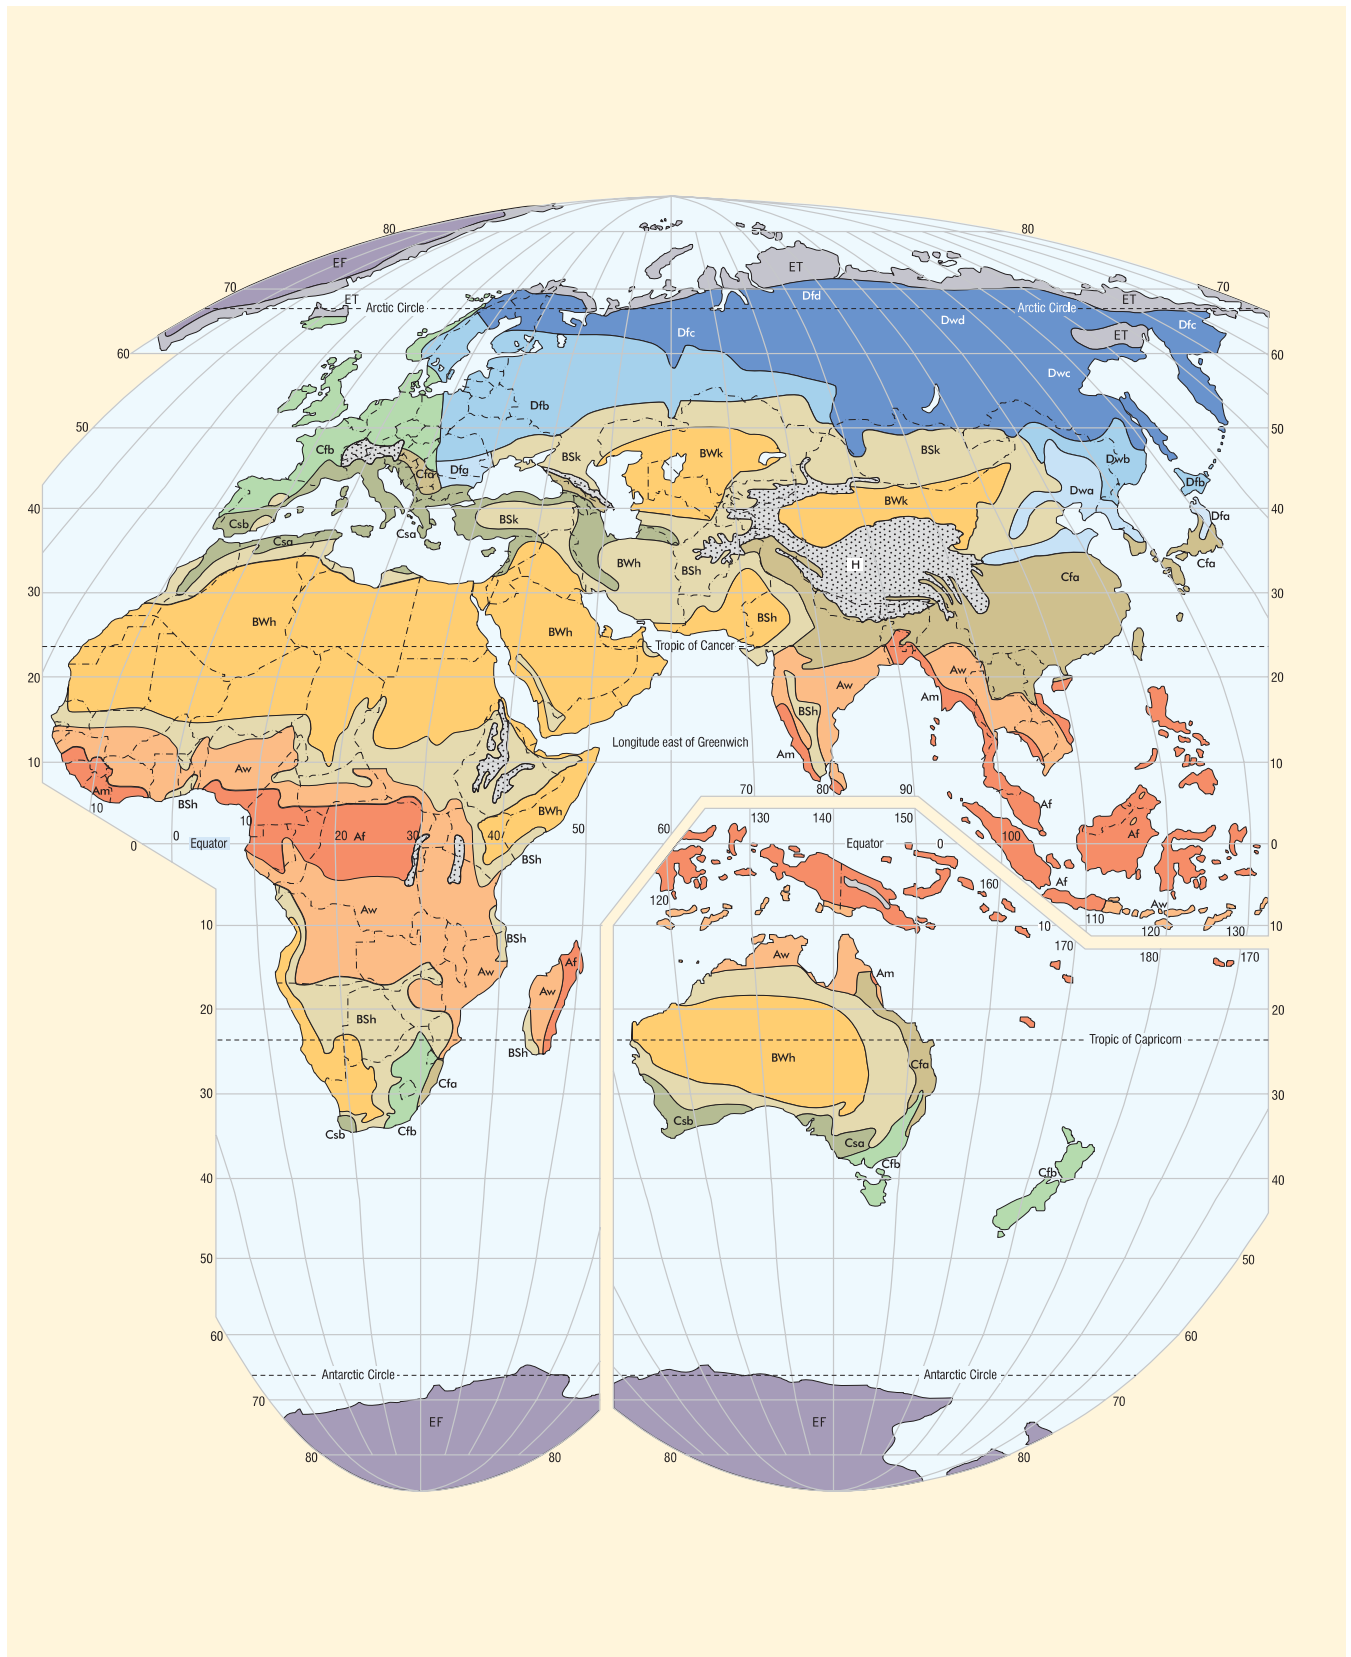 80
80
EF
ET
70
ET
70
Arctic Circle
Dfd
Arctic Circle
ET
Dwd
Dfc
Dfc
ET
60
60
Dwc
Dfb
50
50
Cfb
BSk
BWk
BSk
Dwb
Cfa
Dfa
Dfb
Dwa
BWk
40
40
Csb
BSk
Dfa
Csa
Csa
BWh
BSh
H
Cfa
Cfa
30
30
BWh
BWh
BSh
Tropic of Cancer
20
Aw
Aw
20
Am
BSh
Longitude east of Greenwich
10
Aw
Am
10
Am
10
BSh
BWh
70
80
90
Af
0
10
20
Af
30
40
50
60
130
140
150
100
Af
0
Equator
Equator
0
0
BSh
Af
160
120
Aw
110
Aw
10
BSh
10
120
130
10
170
180
170
Af
Aw
Aw
Am
Aw
20
BSh
20
BSh
Tropic of Capricorn
BWh
Cfa
30
Cfa
30
Csb
Cfb
Csb
Csa
Cfb
Cfb
40
40
50
50
60
60
Antarctic Circle
Antarctic Circle
70
70
EF
EF
80
80
80
80